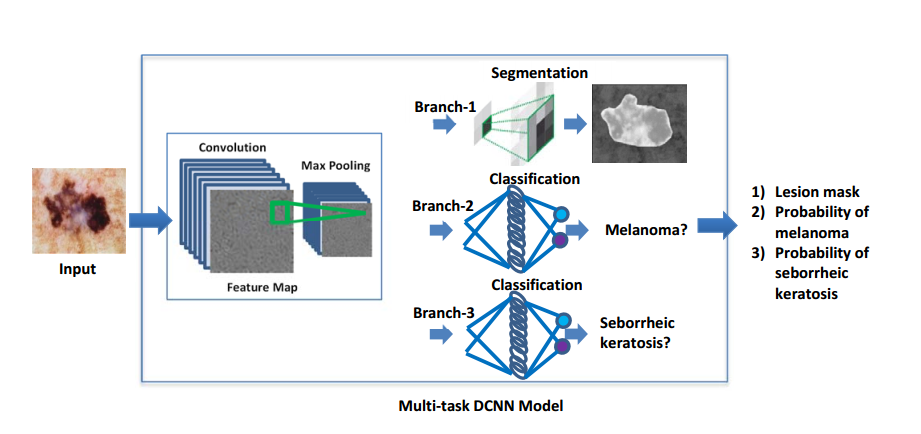 Input
Convolution
Max Pooling
Feature Map
Segmentation
Branch-1
Classification
Branch-2
Melanoma?
Classification
Branch-3
Seborrheic
keratosis?
1) Lesion mask
2) Probability of
melanoma
3) Probability of
seborrheic
keratosis
Multi-task DCNN Model